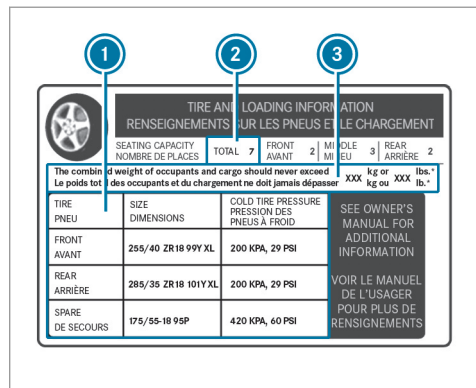 1 2 3
TIRE AND LOADING INFORMATION
RENSEIGNEMENTS SUR LES PNEUS ET LE CHARGEMENT
SEATING CAPACITY
NOMBRE DE PLACES
TOTAL 7
FRONT
AVANT 2
MIDDLE
MILIEU 3
REAR
ARRIÈRE 2
The combined weight of occupants and cargo should never exceed XXX kg or XXX lbs.*
Le poids total des occupants et du chargement ne doit jamais dépasser XXX kg ou XXX lb.*
TIRE
PNEU
SIZE
DIMENSIONS
COLD TIRE PRESSURE
PRESSION DES
PNEUS À FROID
FRONT
AVANT
255/40 ZR18 99Y XL
200 KPA, 29 PSI
REAR
ARRIÈRE
285/35 ZR18 101Y XL
200 KPA, 29 PSI
SPARE
DE SECOURS
175/55-18 95P
420 KPA, 60 PSI
SEE OWNER'S
MANUAL FOR
ADDITIONAL
INFORMATION
VOIR LE MANUEL
DE L'USAGER
POUR PLUS DE
RENSIGNEMENTS